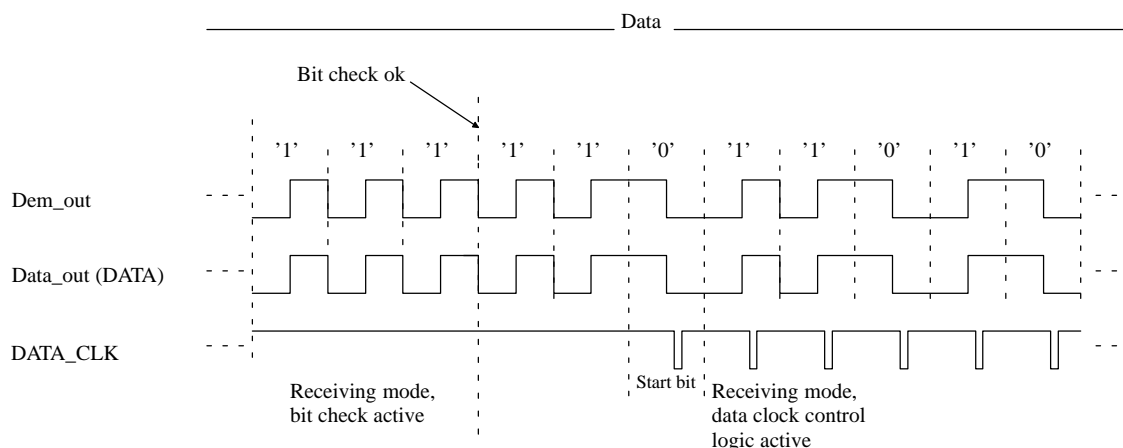 Data
Bit check ok
’1’ ’1’ ’1’ ’1’ ’1’ ’0’ ’1’ ’1’ ’0’ ’1’ ’0’
Dem_out
Data_out (DATA)
DATA_CLK
Receiving mode,
bit check active
Start bit
Receiving mode,
data clock control
logic active